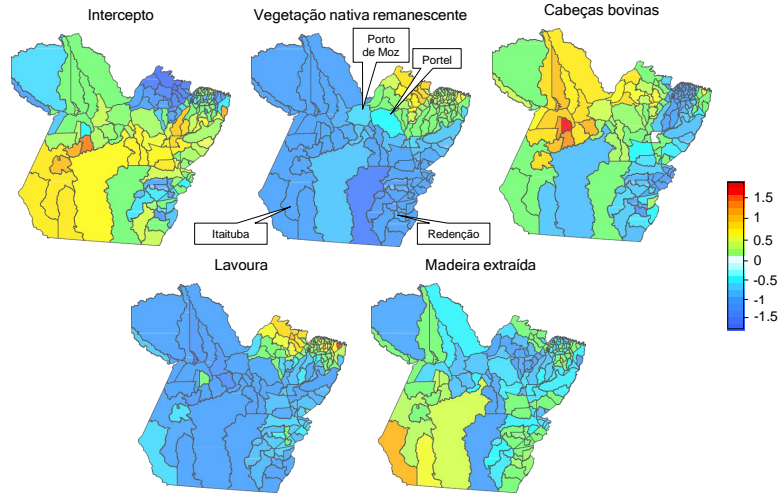 Intercepto
Vegetação nativa remanescente
Cabeças bovinas
Porto
de Moz
Portel
Itaituba
Redenção
1.5
1
0.5
0
-0.5
-1
-1.5
Lavoura
Madeira extraída